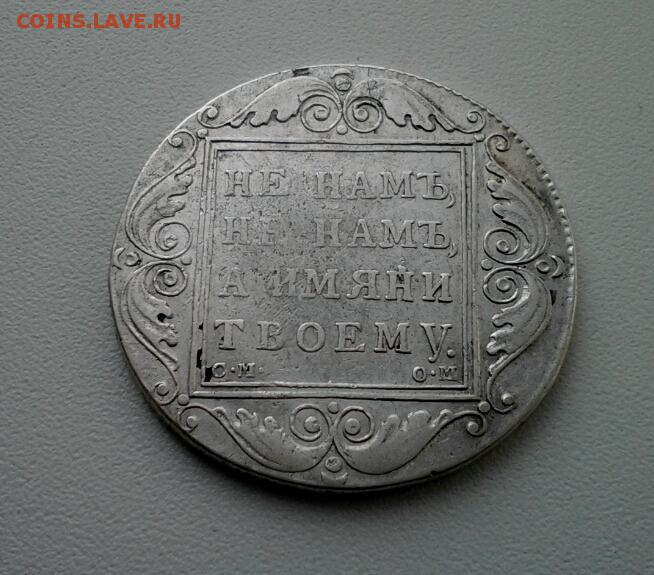 COINS.LAVE.RU
НЕ НАМЪ,
НЕ НАМЪ,
А ИМЯНИ
ТВОЕМУ.
С·М· О·М